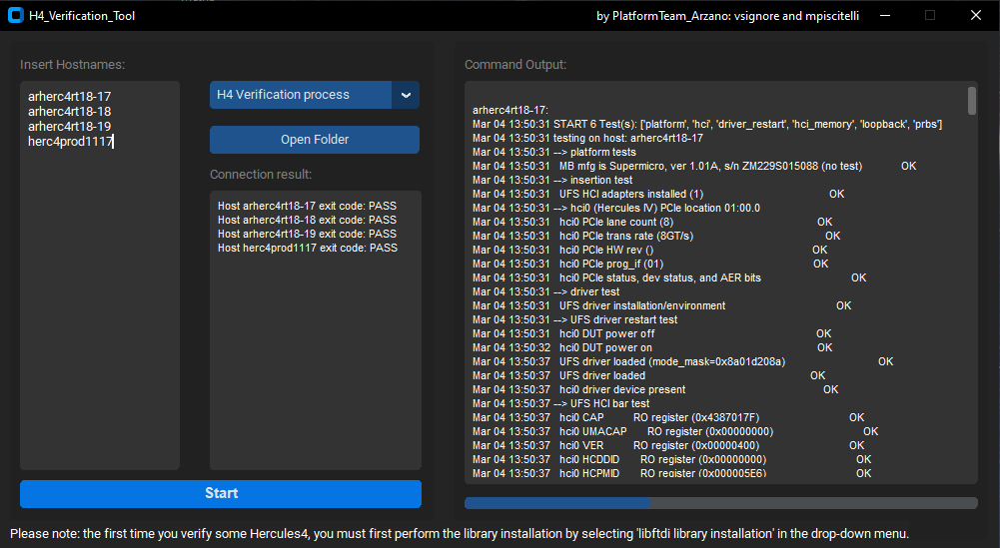 H4_Verification_Tool
by PlatformTeam_Arzano: vsignore and mpiscitelli
Insert Hostnames:
arherc4rt18-17
arherc4rt18-18
arherc4rt18-19
herc4prod1117
H4 Verification process
Open Folder
Connection result:
Host arherc4rt18-17 exit code: PASS
Host arherc4rt18-18 exit code: PASS
Host arherc4rt18-19 exit code: PASS
Host herc4prod1117 exit code: PASS
Start
Command Output:
arherc4rt18-17:
Mar 04 13:50:31 START 6 Test(s): ['platform', 'hci', 'driver_restart', 'hci_memory', 'loopback', 'prbs']
Mar 04 13:50:31 testing on host: arherc4rt18-17
Mar 04 13:50:31 --> platform tests
Mar 04 13:50:31 MB mfg is Supermicro, ver 1.01A, s/n ZM229S015088 (no test) OK
Mar 04 13:50:31 --> insertion test
Mar 04 13:50:31 UFS HCI adapters installed (1) OK
Mar 04 13:50:31 --> hci0 (Hercules IV) PCIe location 01:00.0
Mar 04 13:50:31 hci0 PCIe lane count (8) OK
Mar 04 13:50:31 hci0 PCIe trans rate (8GT/s) OK
Mar 04 13:50:31 hci0 PCIe HW rev () OK
Mar 04 13:50:31 hci0 PCIe prog_if (01) OK
Mar 04 13:50:31 hci0 PCIe status, dev status, and AER bits OK
Mar 04 13:50:31 --> driver test
Mar 04 13:50:31 UFS driver installation/environment OK
Mar 04 13:50:31 --> UFS driver restart test
Mar 04 13:50:31 hci0 DUT power off OK
Mar 04 13:50:32 hci0 DUT power on OK
Mar 04 13:50:37 UFS driver loaded (mode_mask=0x8a01d208a) OK
Mar 04 13:50:37 UFS driver loaded OK
Mar 04 13:50:37 hci0 driver device present OK
Mar 04 13:50:37 --> UFS HCI bar test
Mar 04 13:50:37 hci0 CAP RO register (0x4387017F) OK
Mar 04 13:50:37 hci0 UMACAP RO register (0x00000000) OK
Mar 04 13:50:37 hci0 VER RO register (0x00000400) OK
Mar 04 13:50:37 hci0 HCDDID RO register (0x00000000) OK
Mar 04 13:50:37 hci0 HCPMID RO register (0x000005E6) OK
Please note: the first time you verify some Hercules4, you must first perform the library installation by selecting 'libftdi library installation' in the drop-down menu.